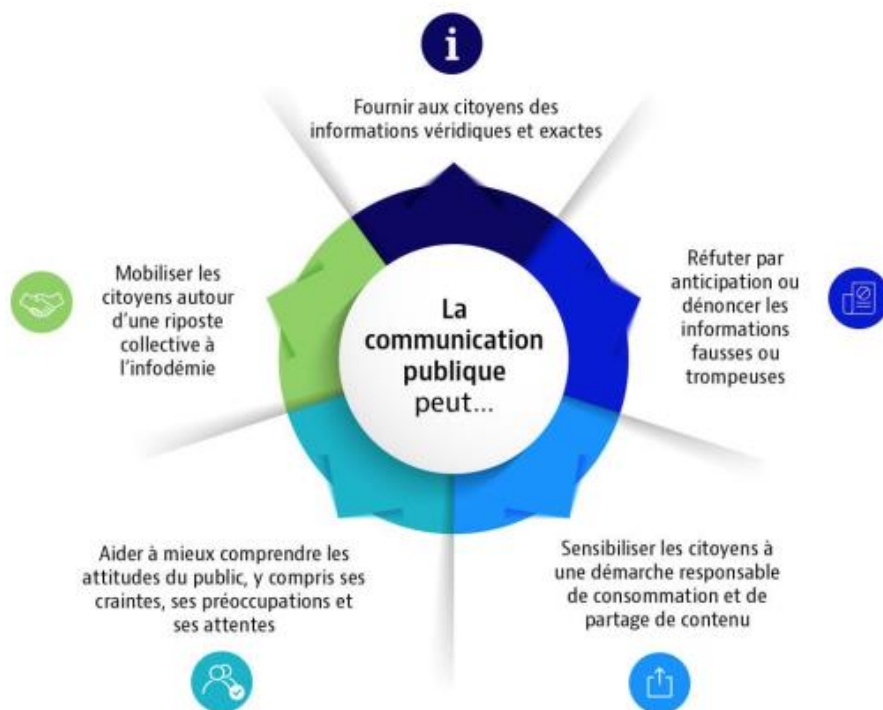 i
Fournir aux citoyens des
informations véridiques et exactes
Réfuter par
anticipation ou
dénoncer les
informations
fausses ou
trompeuses
Sensibiliser les citoyens à
une démarche responsable
de consommation et de
partage de contenu
Aider à mieux comprendre les
attitudes du public, y compris ses
craintes, ses préoccupations et
ses attentes
Mobiliser les
citoyens autour
d'une riposte
collective à
l'infodémie
La
communication
publique
peut...